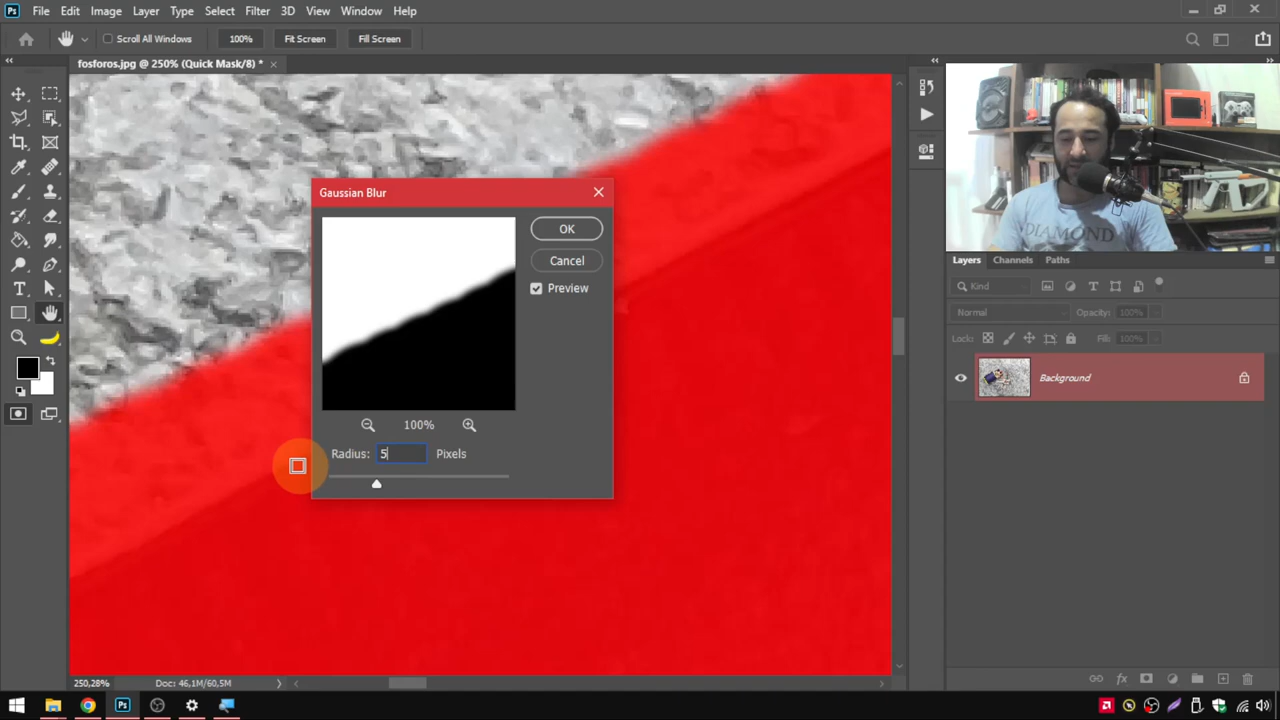 Ps File Edit Image Layer Type Select Filter 3D View Window Help
Scroll All Windows 100% Fit Screen Fill Screen
fosforos.jpg @ 250% (Quick Mask/8) *
Gaussian Blur
OK
Cancel
Preview
100%
Radius: 5 Pixels
DIAMOND
Layers Channels Paths
Kind
Normal Opacity: 100%
Lock: Fill: 100%
Background
250,28% Doc: 46,1M/60,5M
Ps